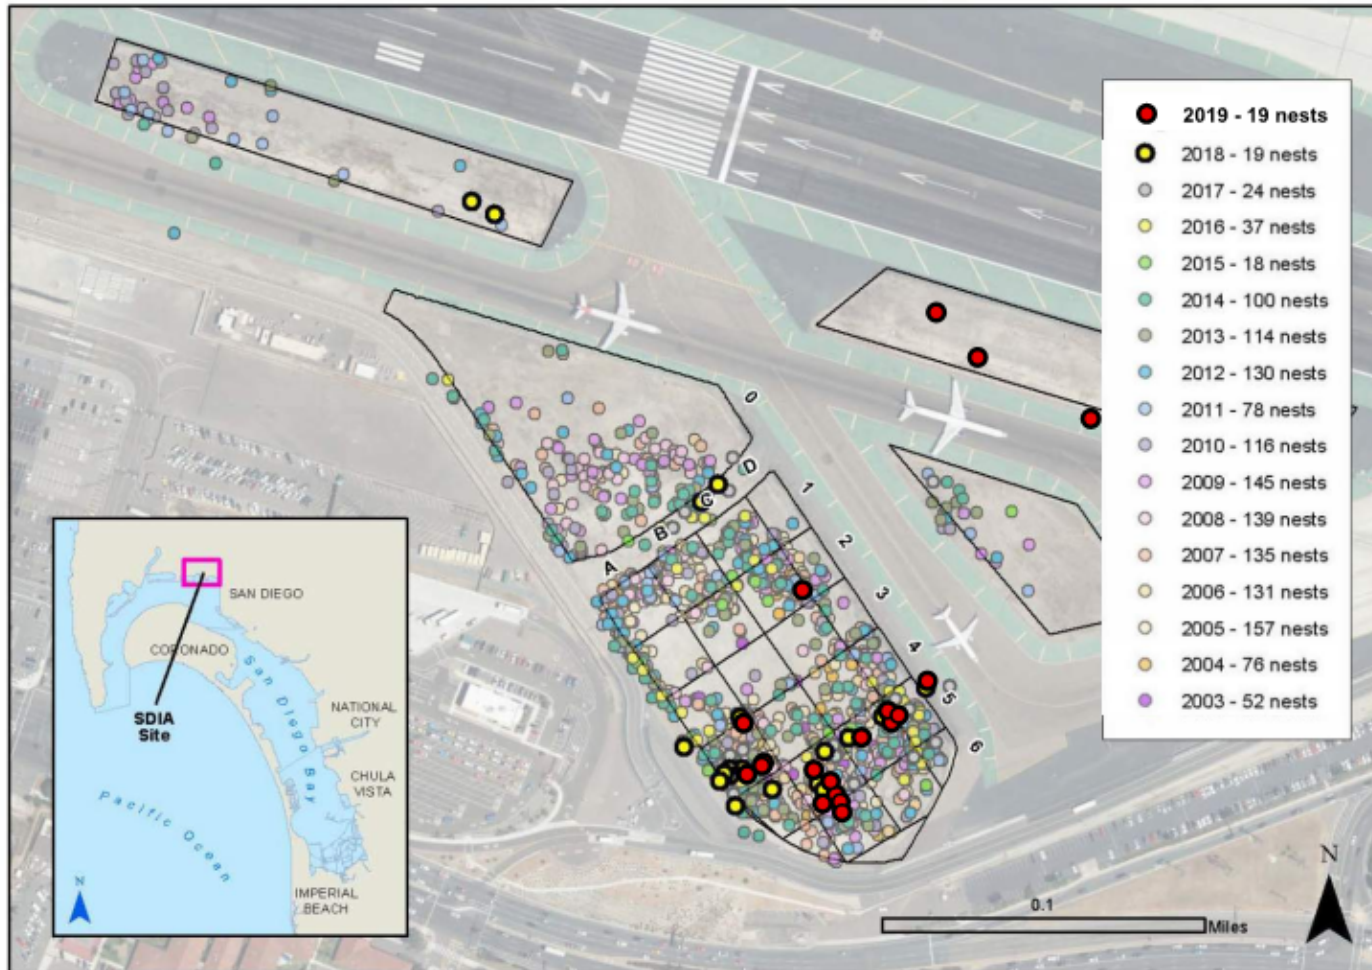 27
2019 - 19 nests
2018 - 19 nests
2017 - 24 nests
2016 - 37 nests
2015 - 18 nests
2014 - 100 nests
2013 - 114 nests
2012 - 130 nests
2011 - 78 nests
2010 - 116 nests
2009 - 145 nests
2008 - 139 nests
2007 - 135 nests
2006 - 131 nests
2005 - 157 nests
2004 - 76 nests
2003 - 52 nests
0
D
1
G
B
2
A
3
4
5
6
SAN DIEGO
CORONADO
San Diego Bay
SDIA
Site
NATIONAL
CITY
CHULA
VISTA
Pacific Ocean
IMPERIAL
BEACH
N
0.1
Miles
N